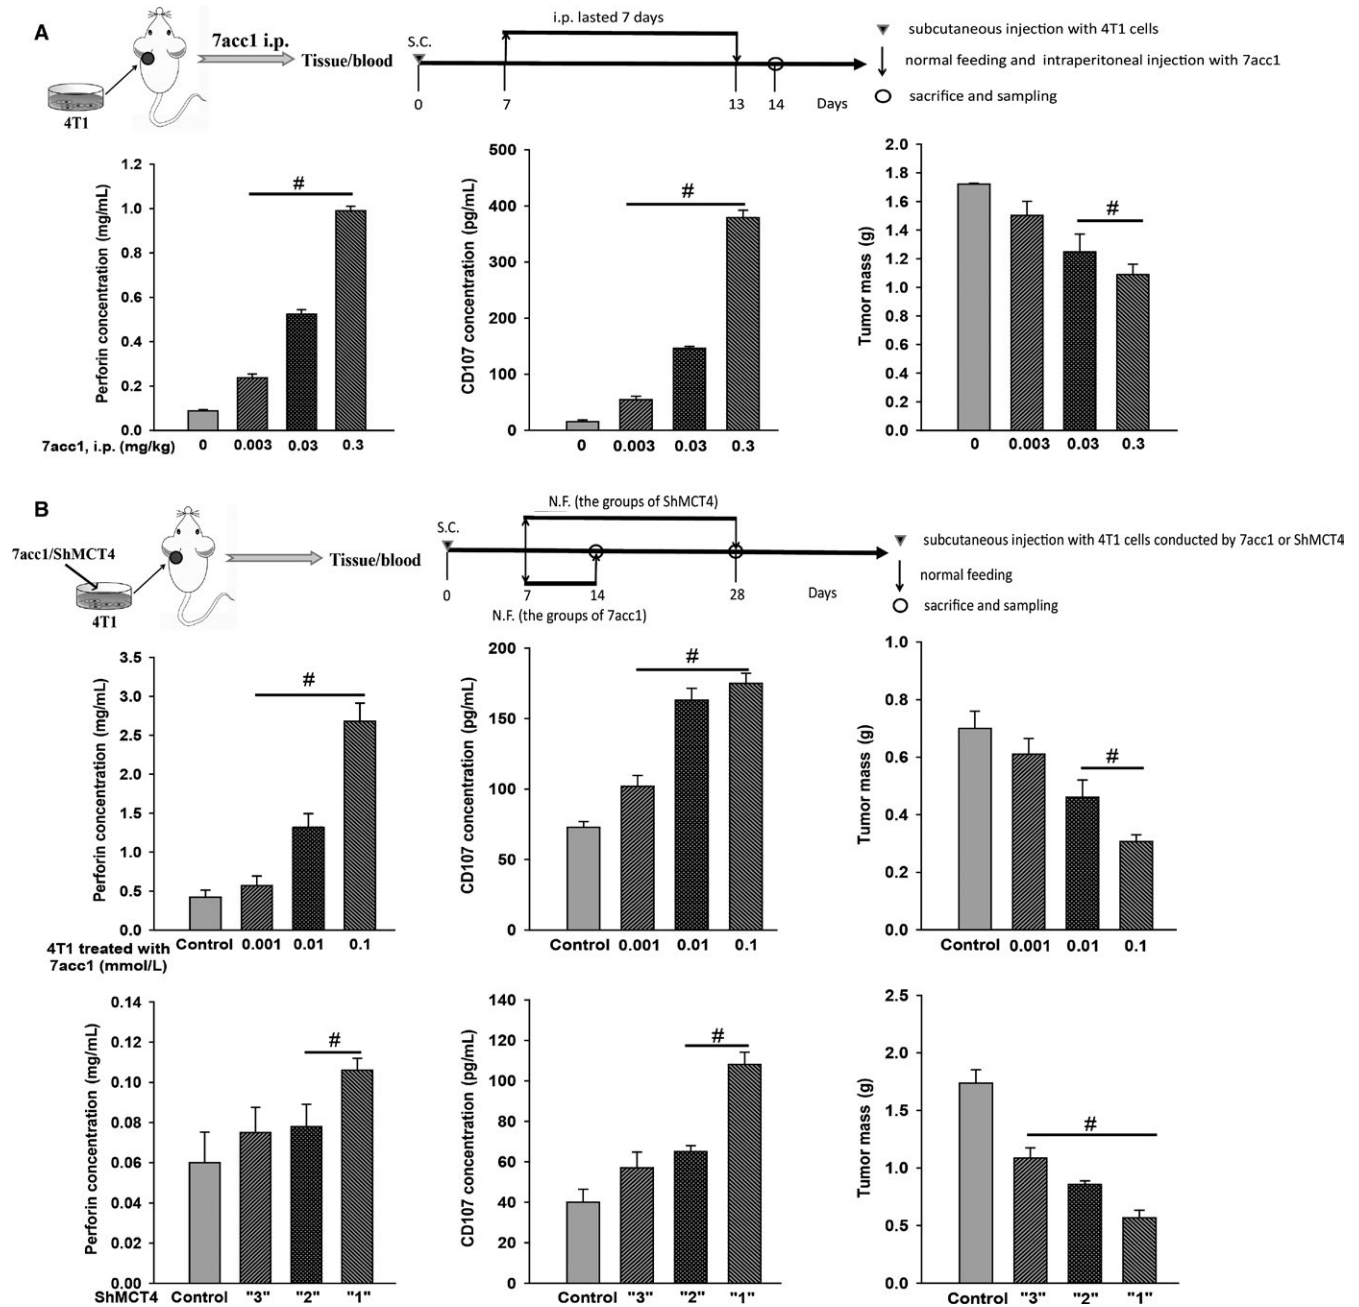 A
7acc1 i.p.
Tissue/blood
4T1
i.p. lasted 7 days
S.C.
0 7 13 14 Days
subcutaneous injection with 4T1 cells
normal feeding and intraperitoneal injection with 7acc1
sacrifice and sampling
Perforin concentration (mg/mL)
1.2
1.0
0.8
0.6
0.4
0.2
0.0
#
7acc1, i.p. (mg/kg) 0 0.003 0.03 0.3
CD107 concentration (pg/mL)
500
400
300
200
100
0
#
0 0.003 0.03 0.3
Tumor mass (g)
2.0
1.8
1.6
1.4
1.2
1.0
0.8
0.6
0.4
0.2
0.0
#
0 0.003 0.03 0.3
B
7acc1/ShMCT4
4T1
Tissue/blood
N.F. (the groups of ShMCT4)
S.C.
0 7 14 28 Days
N.F. (the groups of 7acc1)
subcutaneous injection with 4T1 cells conducted by 7acc1 or ShMCT4
normal feeding
sacrifice and sampling
Perforin concentration (mg/mL)
3.5
3.0
2.5
2.0
1.5
1.0
0.5
0.0
#
4T1 treated with Control 0.001 0.01 0.1
7acc1 (mmol/L)
CD107 concentration (pg/mL)
200
150
100
50
0
#
Control 0.001 0.01 0.1
Tumor mass (g)
1.0
0.8
0.6
0.4
0.2
0.0
#
Control 0.001 0.01 0.1
Perforin concentration (mg/mL)
0.14
0.12
0.10
0.08
0.06
0.04
0.02
0.00
#
ShMCT4 Control "3" "2" "1"
CD107 concentration (pg/mL)
140
120
100
80
60
40
20
0
#
Control "3" "2" "1"
Tumor mass (g)
2.5
2.0
1.5
1.0
0.5
0.0
#
Control "3" "2" "1"